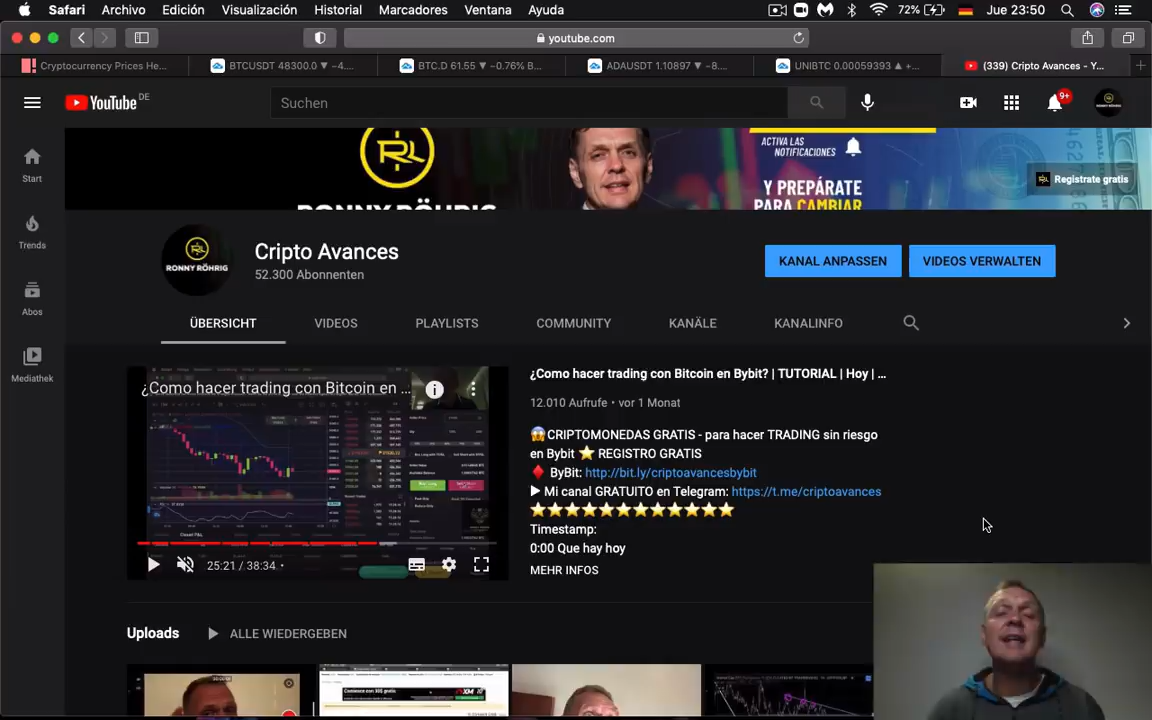 Safari Archivo Edición Visualización Historial Marcadores Ventana Ayuda 72% Jue 23:50
youtube.com
Cryptocurrency Prices He... BTCUSDT 48300.0 ▼ −4.... BTC.D 61.55 ▼ −0.76% B... ADAUSDT 1.10897 ▼ −8.... UNIBTC 0.00059393 ▲ +... (339) Cripto Avances - Y...
YouTube DE Suchen 9+
RL
ACTIVA LAS
NOTIFICACIONES
Y PREPÁRATE
PARA CAMBIAR
RONNY RÖHRIG
Registrate gratis
Start
Trends
Abos
Mediathek
RL
RONNY RÖHRIG
Cripto Avances
52.300 Abonnenten
KANAL ANPASSEN VIDEOS VERWALTEN
ÜBERSICHT VIDEOS PLAYLISTS COMMUNITY KANÄLE KANALINFO
¿Como hacer trading con Bitcoin en ...
25:21 / 38:34
¿Como hacer trading con Bitcoin en Bybit? | TUTORIAL | Hoy | ...
12.010 Aufrufe • vor 1 Monat
😱CRIPTOMONEDAS GRATIS - para hacer TRADING sin riesgo
en Bybit ⭐ REGISTRO GRATIS
♦️ ByBit: http://bit.ly/criptoavancesbybit
▶ Mi canal GRATUITO en Telegram: https://t.me/criptoavances
⭐⭐⭐⭐⭐⭐⭐⭐⭐⭐⭐⭐
Timestamp:
0:00 Que hay hoy
MEHR INFOS
Uploads ▶ ALLE WIEDERGEBEN